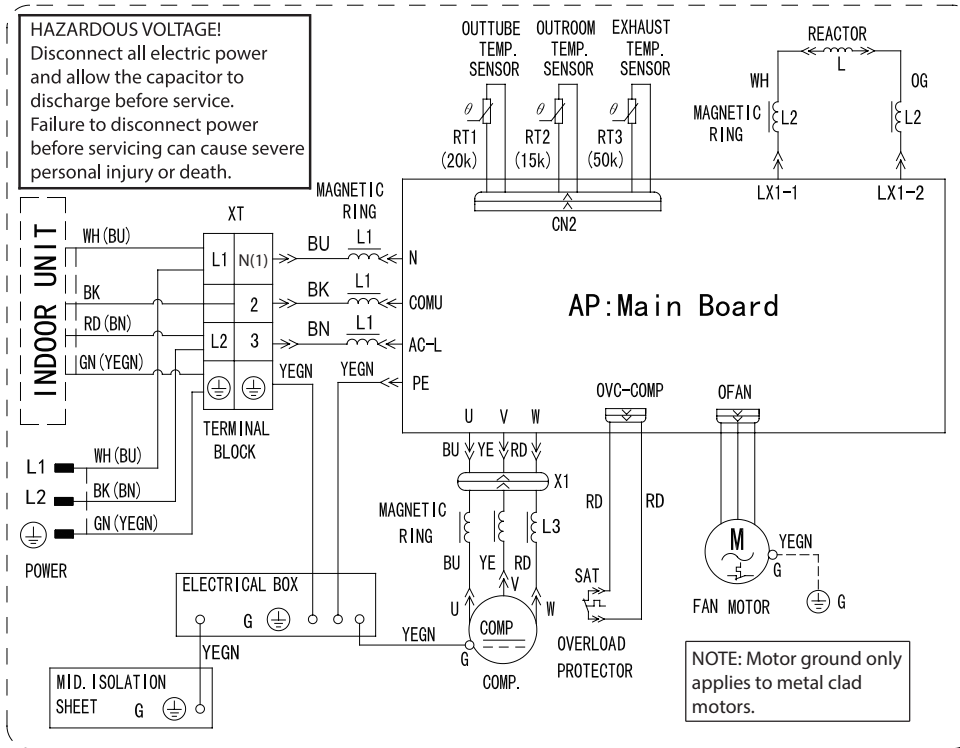 HAZARDOUS VOLTAGE!
Disconnect all electric power
and allow the capacitor to
discharge before service.
Failure to disconnect power
before servicing can cause severe
personal injury or death.
OUTTUBE
TEMP.
SENSOR
OUTROOM
TEMP.
SENSOR
EXHAUST
TEMP.
SENSOR
REACTOR
L
WH
OG
MAGNETIC
RING
L2
L2
θ
RT1
(20k)
θ
RT2
(15k)
θ
RT3
(50k)
LX1-1
LX1-2
CN2
INDOOR UNIT
WH(BU)
BK
RD(BN)
GN(YEGN)
XT
L1
N(1)
2
L2
3
TERMINAL
BLOCK
MAGNETIC
RING
BU
L1
N
BK
L1
COMU
BN
L1
AC-L
YEGN
YEGN
PE
AP:Main Board
OVC-COMP
OFAN
U
V
W
BU
YE
RD
X1
MAGNETIC
RING
L3
BU
YE
RD
U
V
W
COMP
G
COMP.
L1
WH(BU)
L2
BK(BN)
GN(YEGN)
POWER
ELECTRICAL BOX
G
YEGN
YEGN
MID. ISOLATION
SHEET
G
RD
RD
SAT
OVERLOAD
PROTECTOR
M
YEGN
G
G
FAN MOTOR
NOTE: Motor ground only
applies to metal clad
motors.